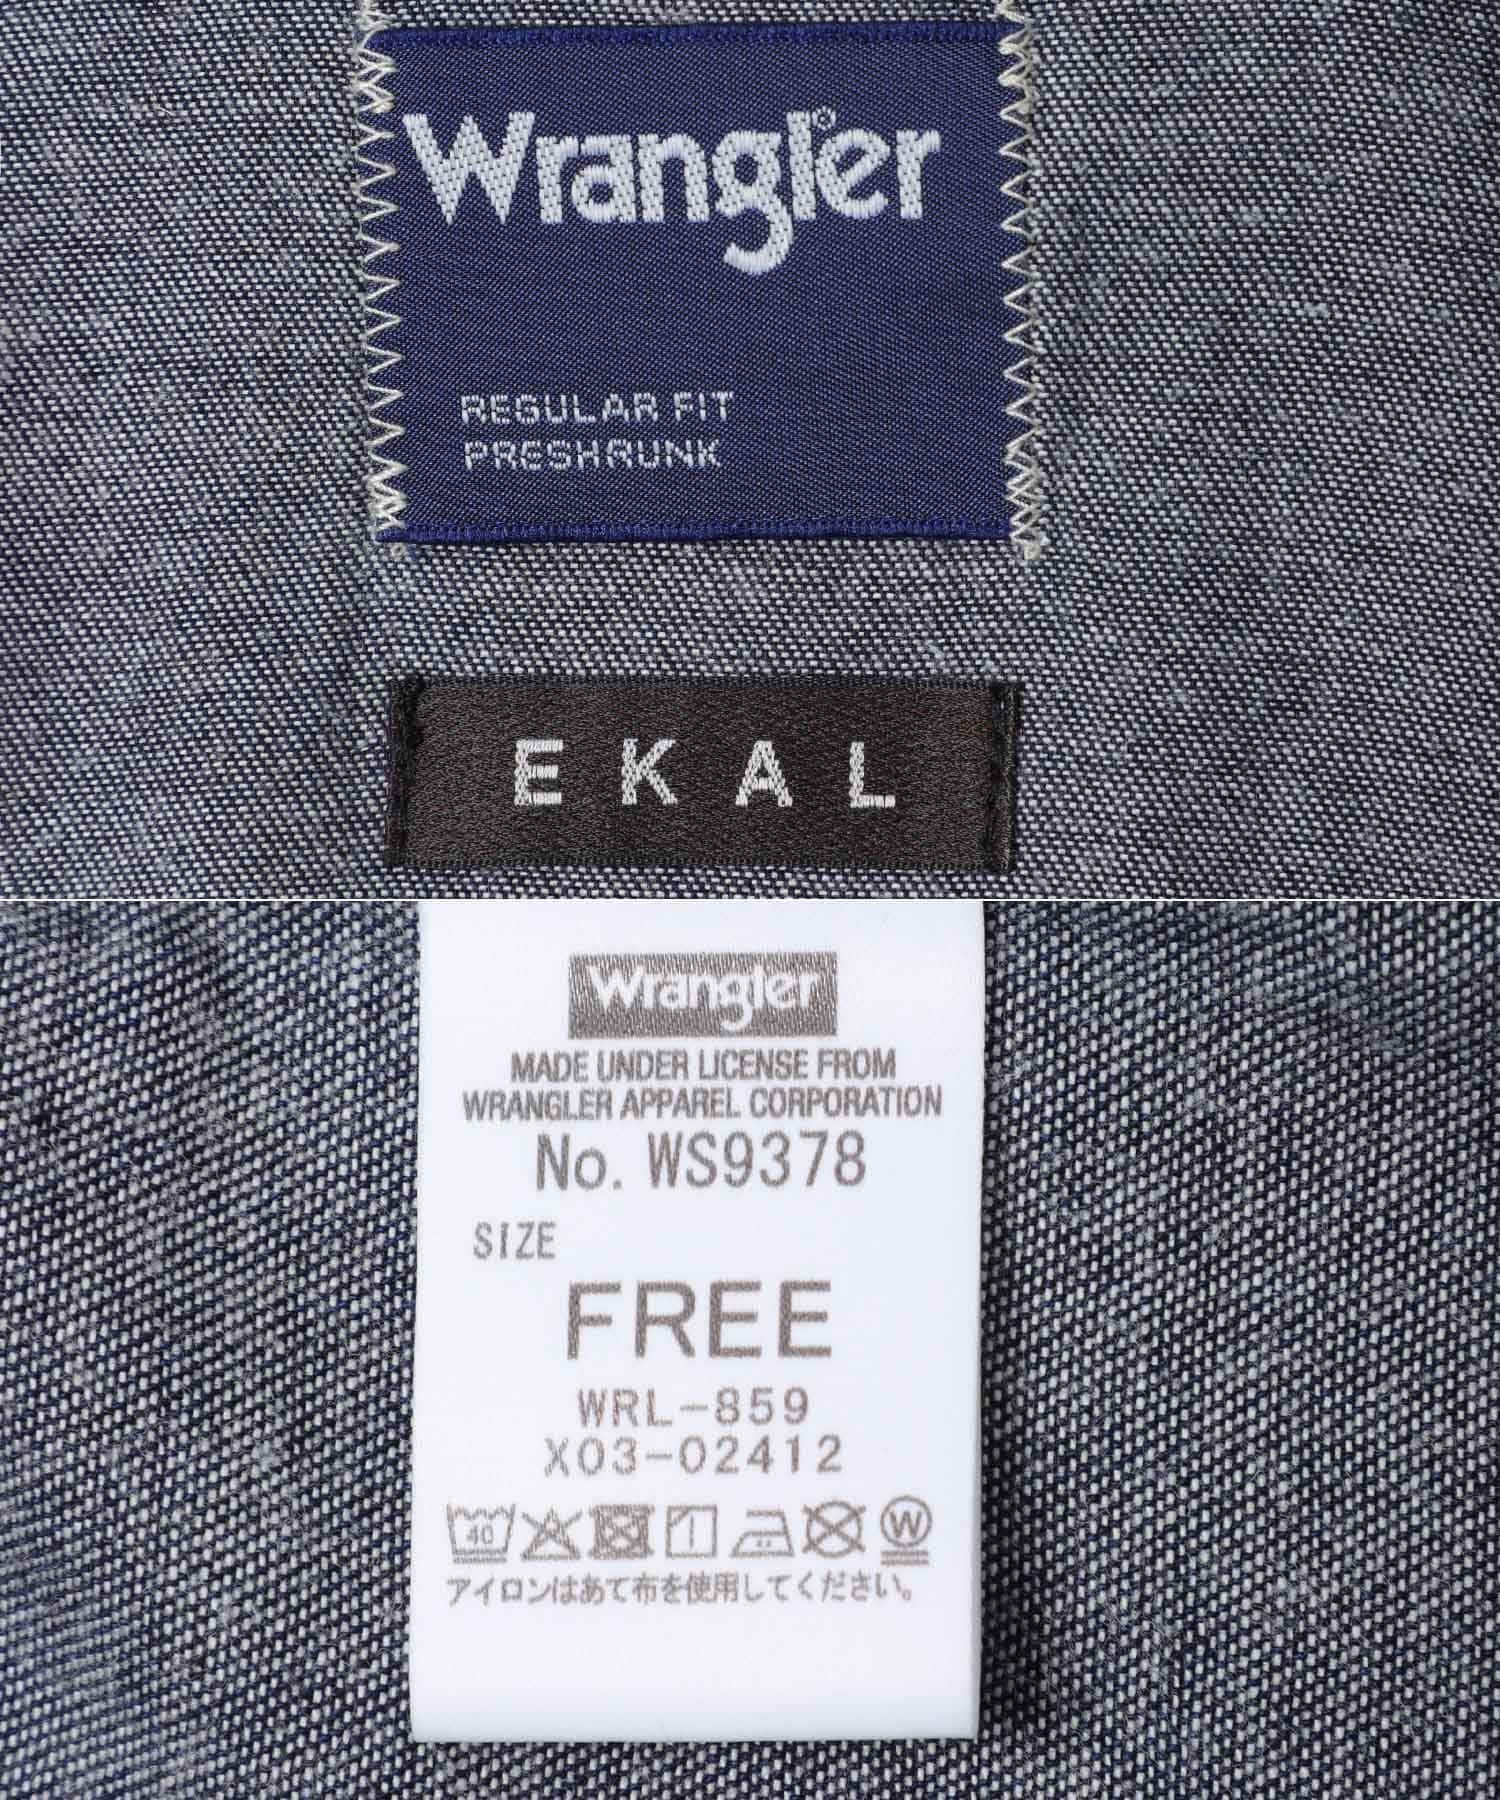 Wrangler®
REGULAR FIT
PRESHRUNK
EKAL
Wrangler
MADE UNDER LICENSE FROM
WRANGLER APPAREL CORPORATION
No. WS9378
SIZE
FREE
WRL-859
X03-02412
40 W
アイロンはあて布を使用してください。